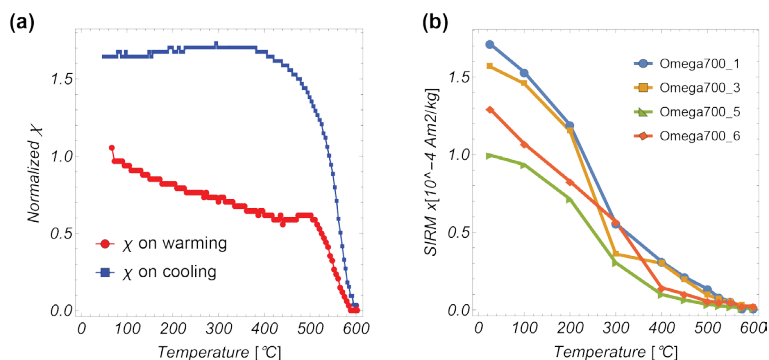 (a)
Normalized χ
1.5
1.0
0.5
0.0
χ on warming
χ on cooling
0 100 200 300 400 500 600
Temperature [°C]
(b)
SIRM x[10^−4 Am2/kg]
1.5
1.0
0.5
0.0
Omega700_1
Omega700_3
Omega700_5
Omega700_6
0 100 200 300 400 500 600
Temperature [°C]